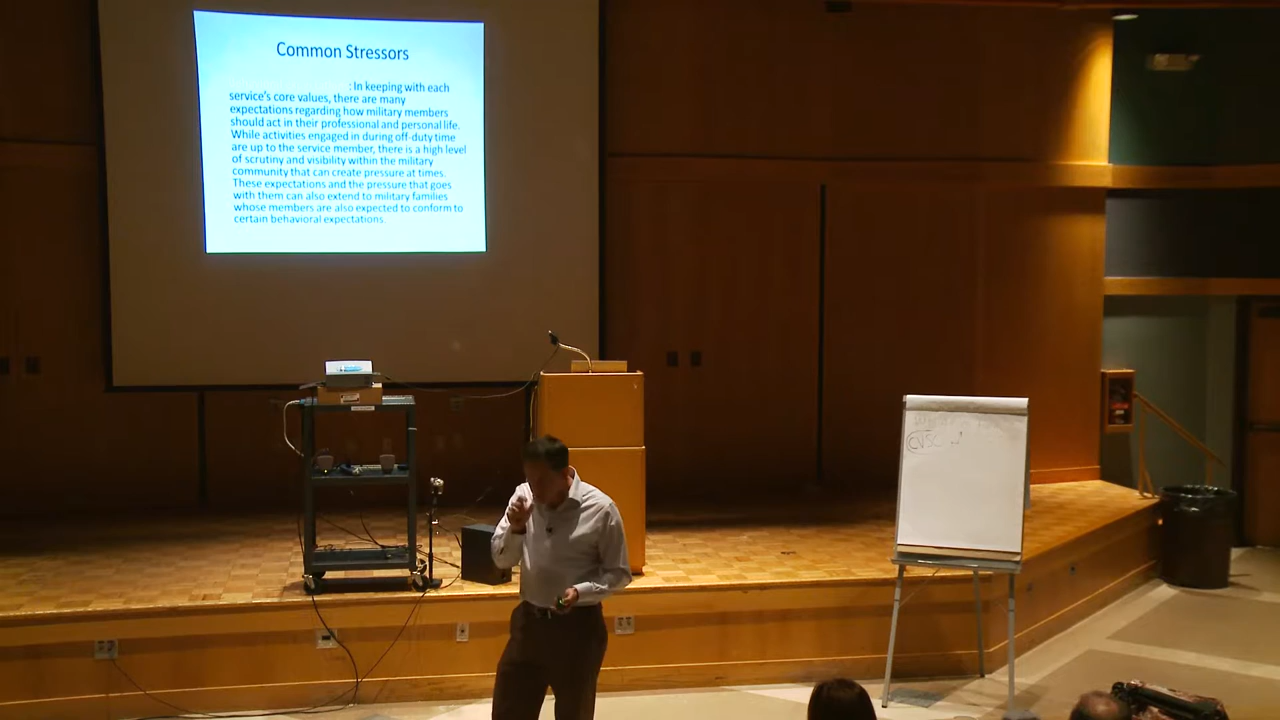 Common Stressors
: In keeping with each
service's core values, there are many
expectations regarding how military members
should act in their professional and personal life.
While activities engaged in during off-duty time
are up to the service member, there is a high level
of scrutiny and visibility within the military
community that can create pressure at times.
These expectations and the pressure that goes
with them can also extend to military families
whose members are also expected to conform to
certain behavioral expectations.
CVSC